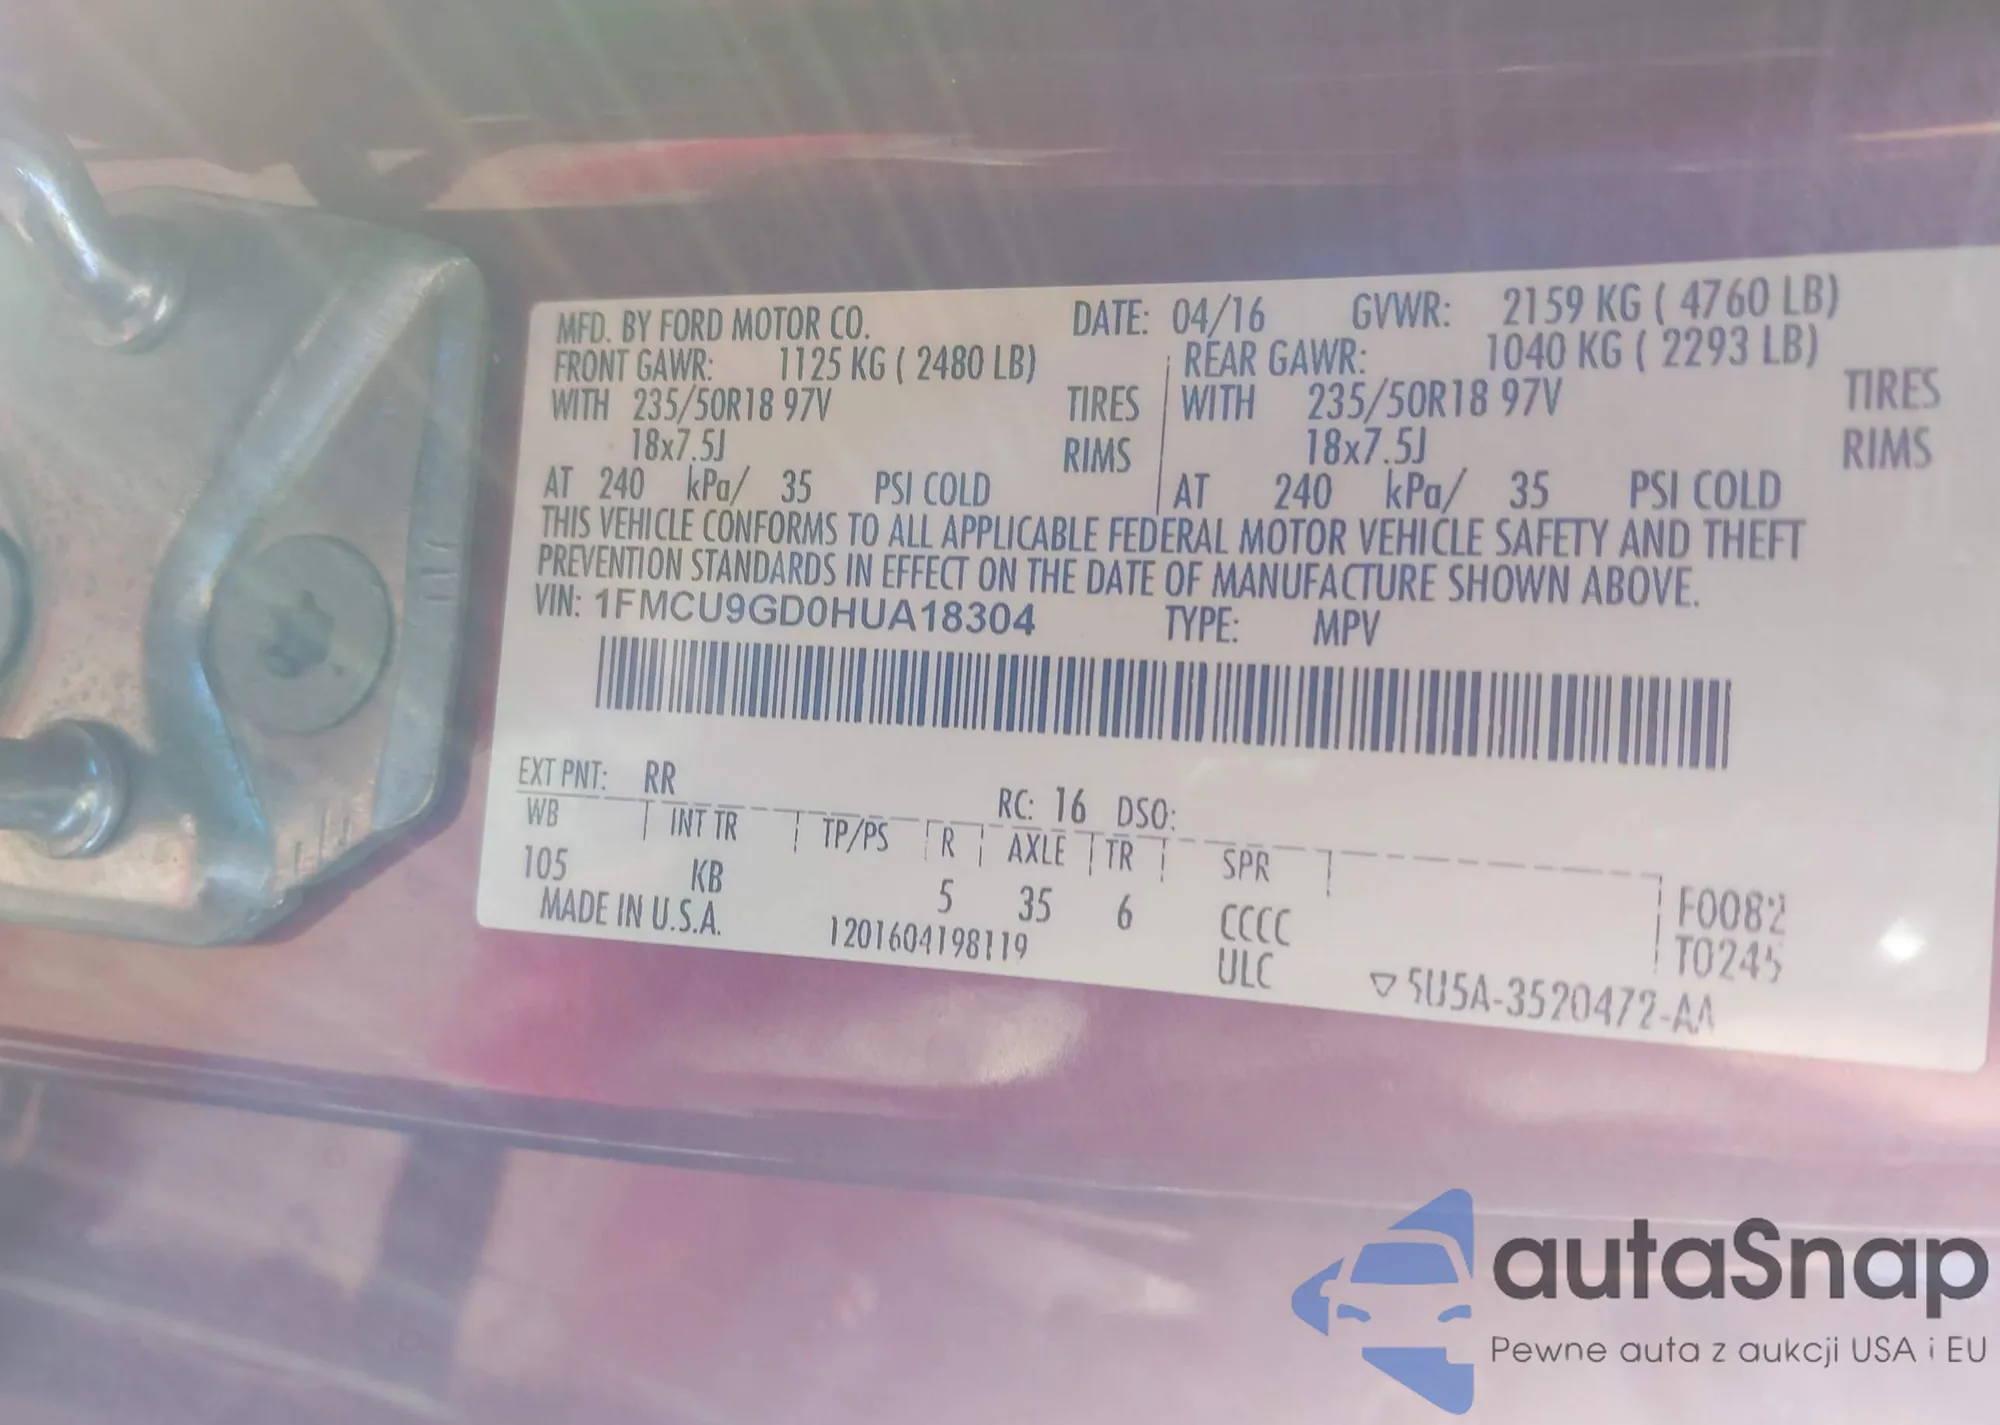 MFD. BY FORD MOTOR CO. DATE: 04/16 GVWR: 2159 KG ( 4760 LB)
FRONT GAWR: 1125 KG ( 2480 LB) REAR GAWR: 1040 KG ( 2293 LB)
WITH 235/50R18 97V TIRES WITH 235/50R18 97V TIRES
18x7.5J RIMS 18x7.5J RIMS
AT 240 kPa/ 35 PSI COLD AT 240 kPa/ 35 PSI COLD
THIS VEHICLE CONFORMS TO ALL APPLICABLE FEDERAL MOTOR VEHICLE SAFETY AND THEFT
PREVENTION STANDARDS IN EFFECT ON THE DATE OF MANUFACTURE SHOWN ABOVE.
VIN: 1FMCU9GD0HUA18304 TYPE: MPV
EXT PNT: RR RC: 16 DSO:
WB INT TR TP/PS R AXLE TR SPR
105 KB 5 35 6 CCCC F0082
MADE IN U.S.A. 1201604198119 ULC T0245
▽ 5U5A-3520472-AA
autaSnap
Pewne auta z aukcji USA i EU